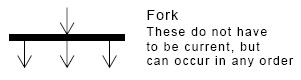 Fork
These do not have
to be current, but
can occur in any order